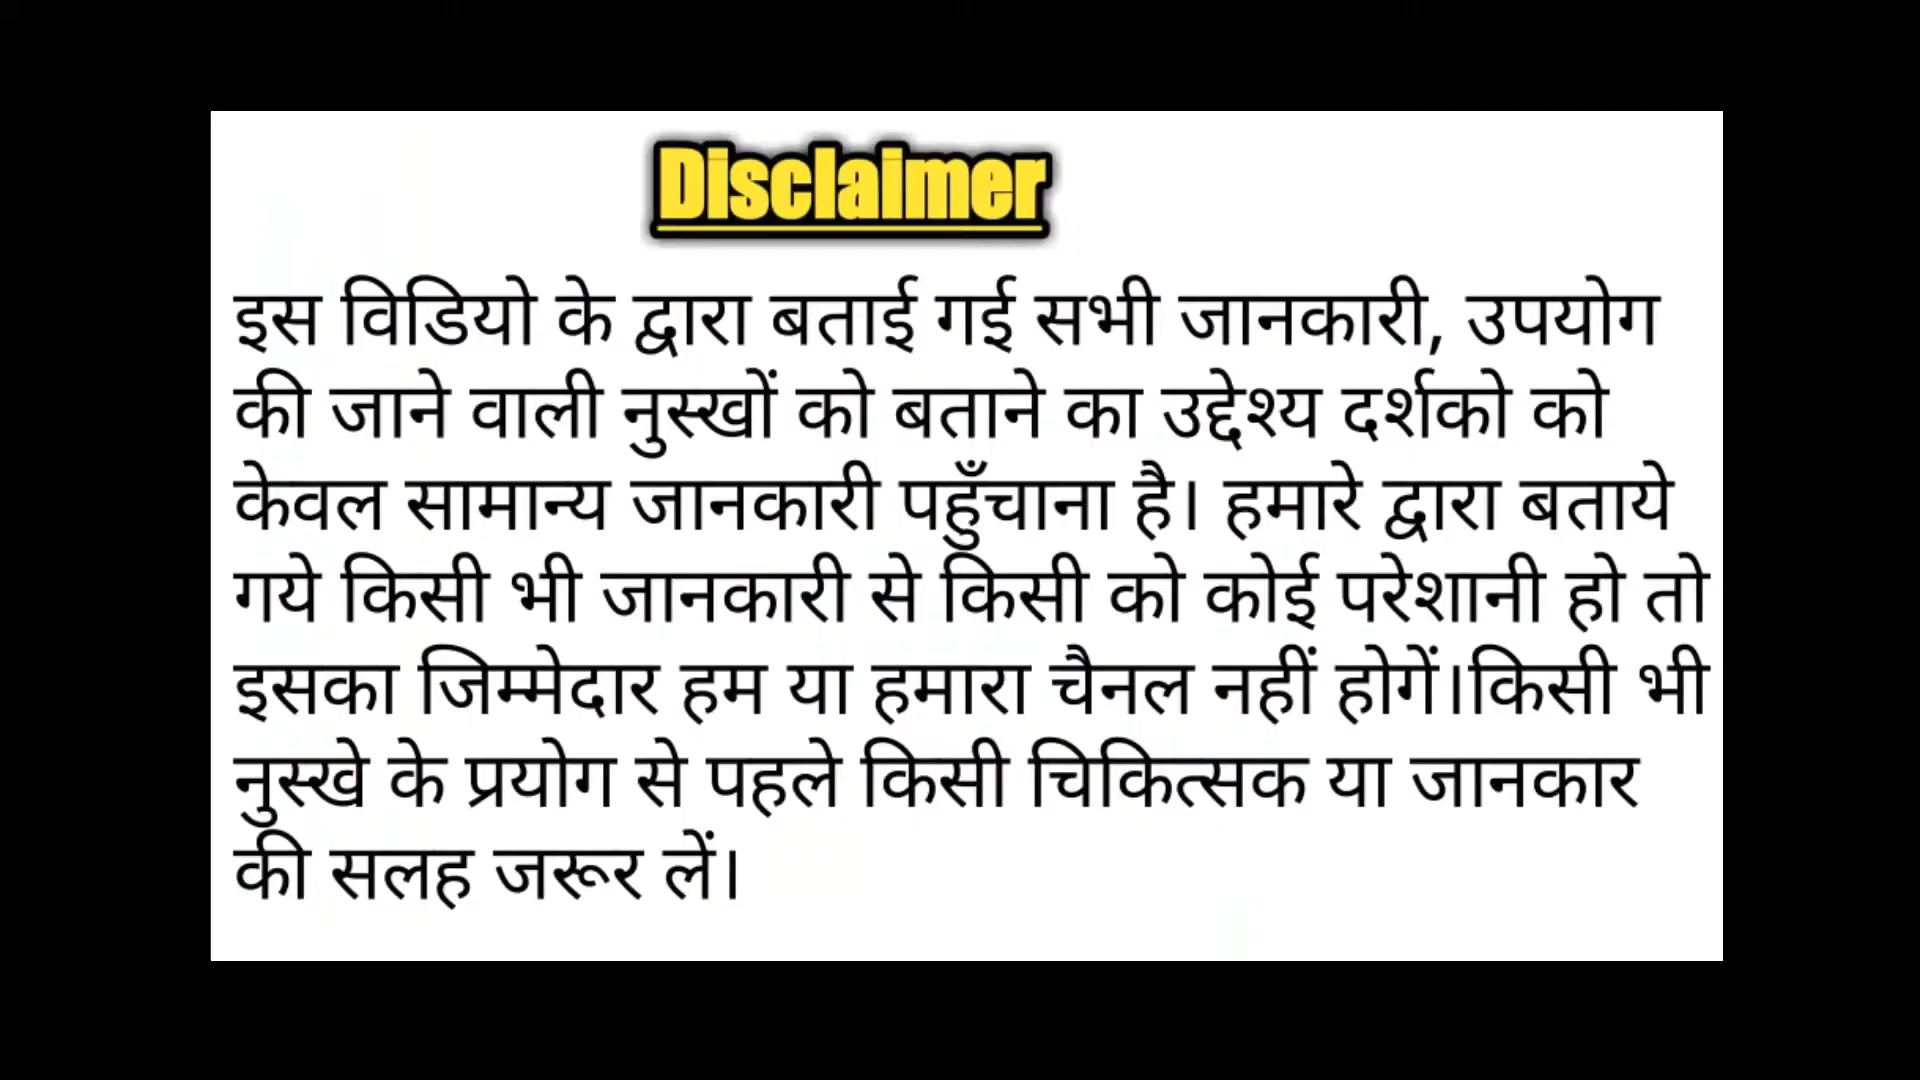 Disclaimer
इस विडियो के द्वारा बताई गई सभी जानकारी, उपयोग
की जाने वाली नुस्खों को बताने का उद्देश्य दर्शको को
केवल सामान्य जानकारी पहुँचाना है। हमारे द्वारा बताये
गये किसी भी जानकारी से किसी को कोई परेशानी हो तो
इसका जिम्मेदार हम या हमारा चैनल नहीं होगें।किसी भी
नुस्खे के प्रयोग से पहले किसी चिकित्सक या जानकार
की सलह जरूर लें।